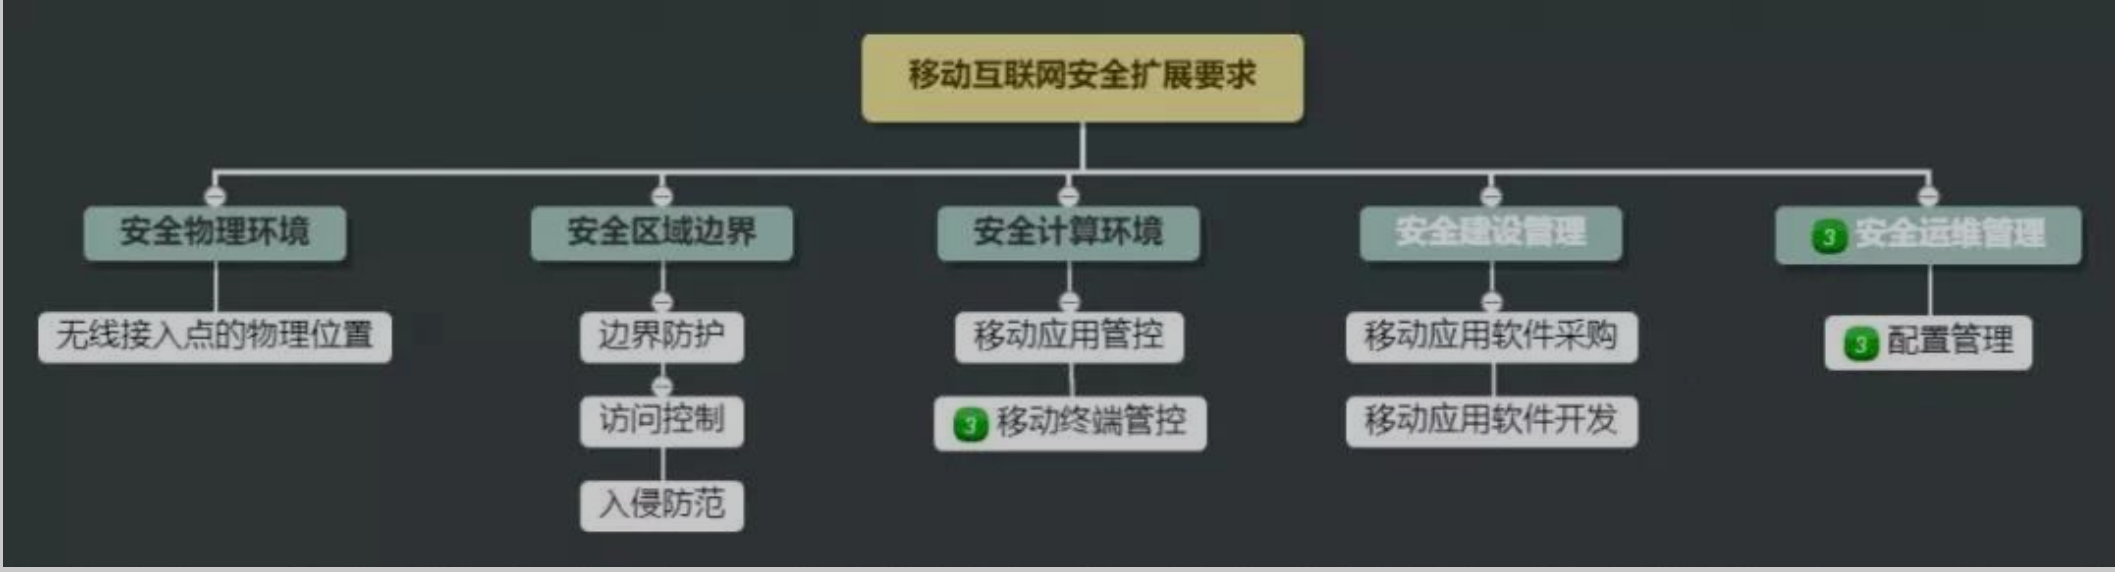 移动互联网安全扩展要求
安全物理环境
安全区域边界
安全计算环境
安全建设管理
3 安全运维管理
无线接入点的物理位置
边界防护
移动应用管控
移动应用软件采购
3 配置管理
访问控制
3 移动终端管控
移动应用软件开发
入侵防范